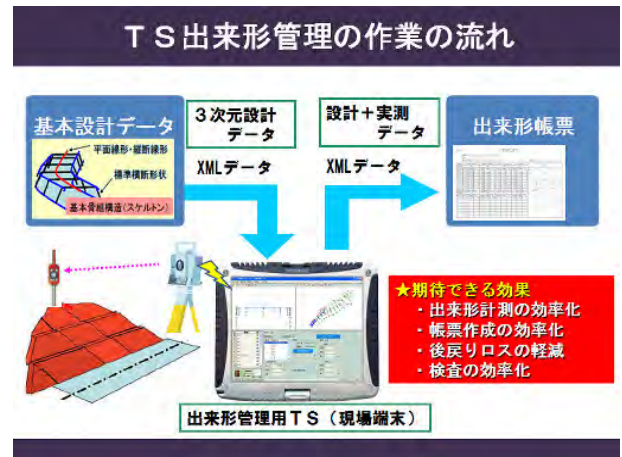 ＴＳ出来形管理の作業の流れ
基本設計データ
平面線形・縦断線形
標準横断形状
基本骨組構造(スケルトン)
３次元設計
データ
XMLデータ
設計＋実測
データ
XMLデータ
出来形帳票
★期待できる効果
・出来形計測の効率化
・帳票作成の効率化
・後戻りロスの軽減
・検査の効率化
出来形管理用ＴＳ（現場端末）